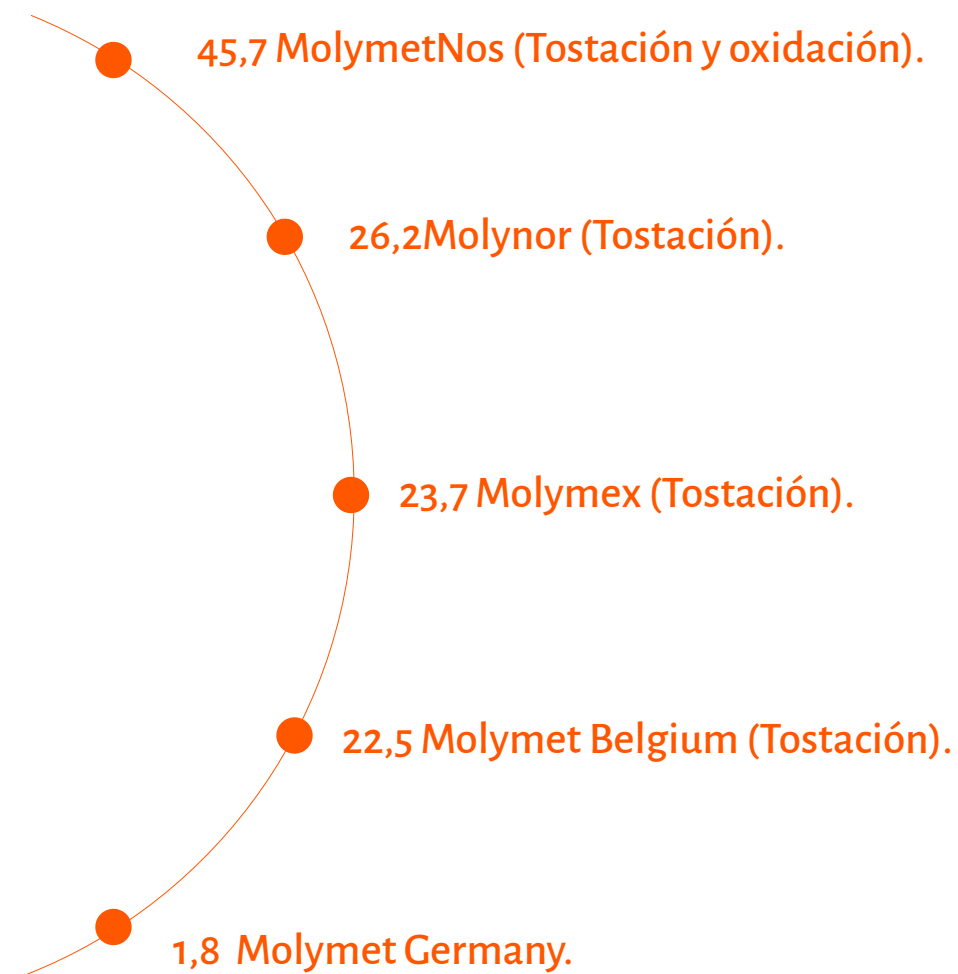 45,7 MolymetNos (Tostación y oxidación).
26,2Molynor (Tostación).
23,7 Molymex (Tostación).
22,5 Molymet Belgium (Tostación).
1,8 Molymet Germany.